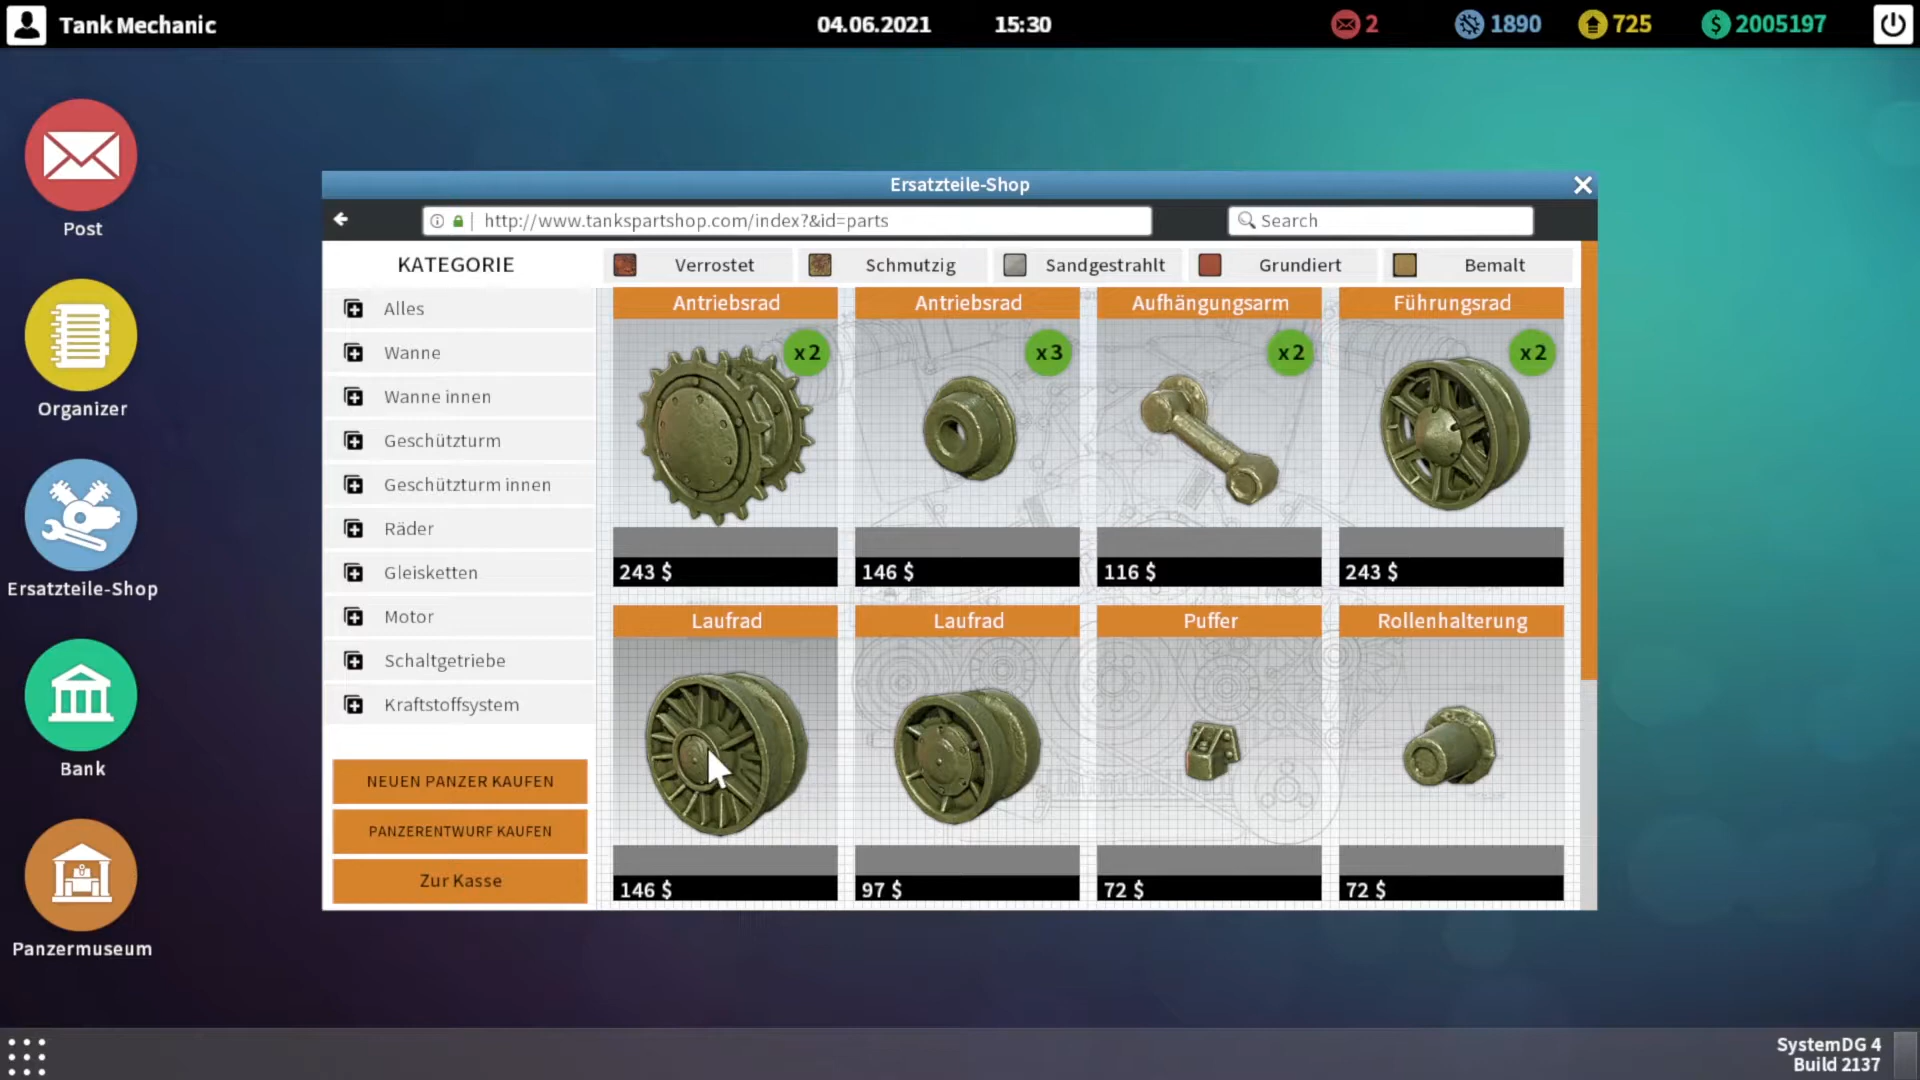 Tank Mechanic
04.06.2021
15:30
2
1890
725
2005197
Post
Organizer
Ersatzteile-Shop
Bank
Panzermuseum
Ersatzteile-Shop
http://www.tankspartshop.com/index?&id=parts
Search
KATEGORIE
Alles
Wanne
Wanne innen
Geschützturm
Geschützturm innen
Räder
Gleisketten
Motor
Schaltgetriebe
Kraftstoffsystem
NEUEN PANZER KAUFEN
PANZERENTWURF KAUFEN
Zur Kasse
Verrostet
Schmutzig
Sandgestrahlt
Grundiert
Bemalt
Antriebsrad
x2
243 $
Antriebsrad
x3
146 $
Aufhängungsarm
x2
116 $
Führungsrad
x2
243 $
Laufrad
146 $
Laufrad
97 $
Puffer
72 $
Rollenhalterung
72 $
SystemDG 4
Build 2137